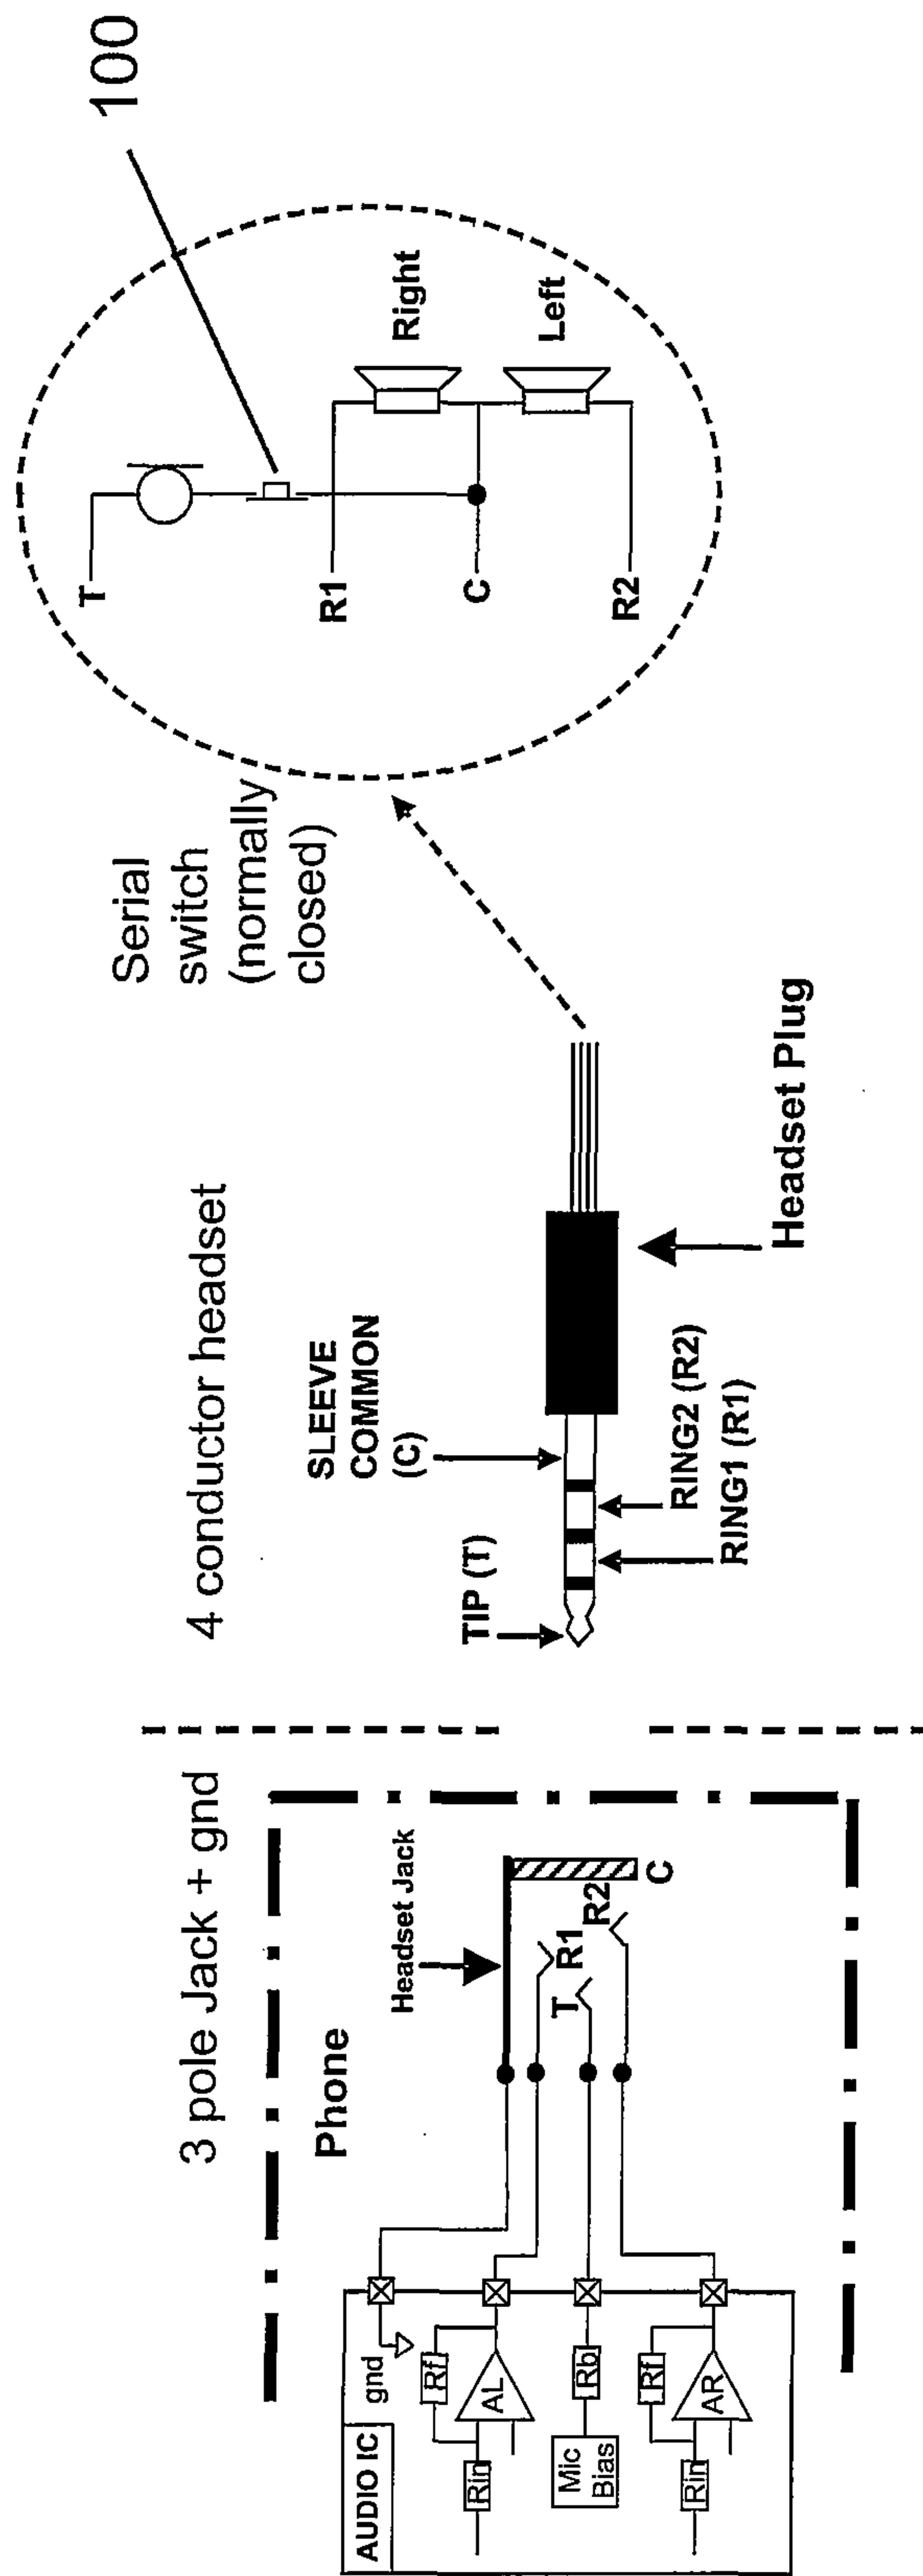 3 pole Jack + gnd
4 conductor headset
Serial
switch
(normally
closed)
100
Phone
Headset Jack
AUDIO IC
gnd
Rf
Rin
AL
Mic
Bias
Rb
Rf
Rin
AR
T
R1
R2
C
TIP (T)
SLEEVE
COMMON
(C)
RING2 (R2)
RING1 (R1)
Headset Plug
T
R1
C
R2
Right
Left